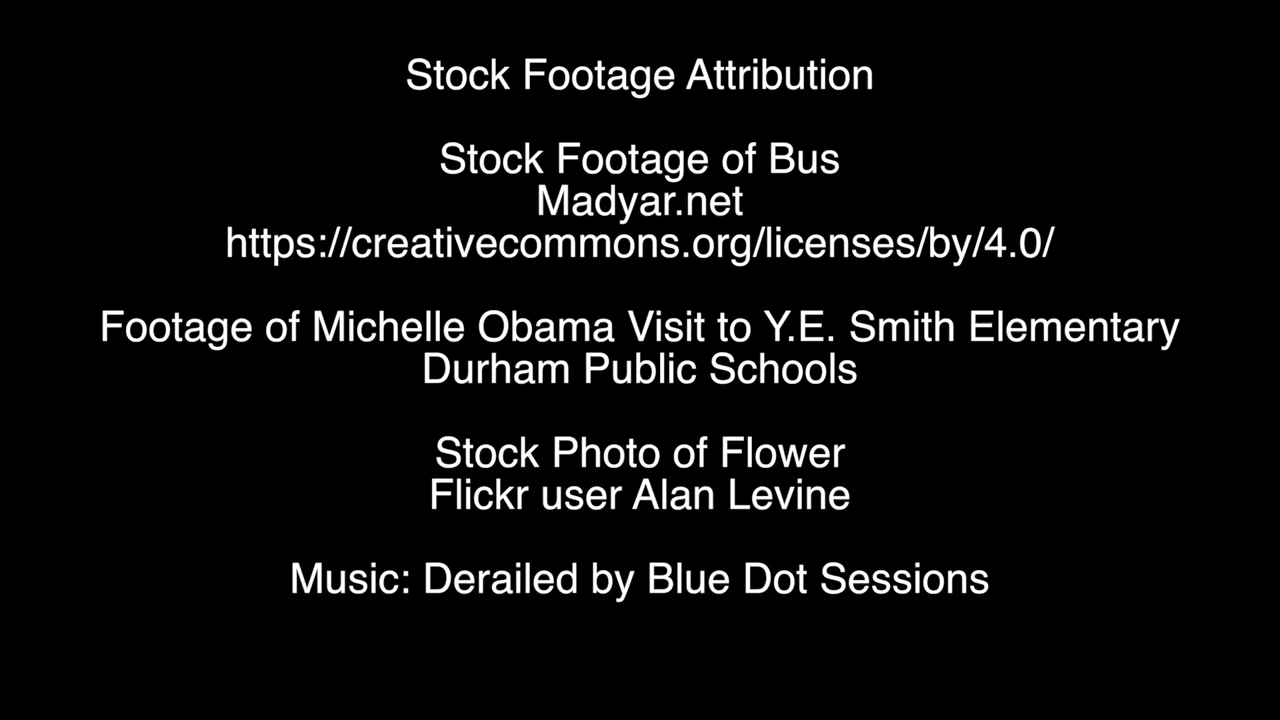 Stock Footage Attribution
Stock Footage of Bus
Madyar.net
https://creativecommons.org/licenses/by/4.0/
Footage of Michelle Obama Visit to Y.E. Smith Elementary
Durham Public Schools
Stock Photo of Flower
Flickr user Alan Levine
Music: Derailed by Blue Dot Sessions